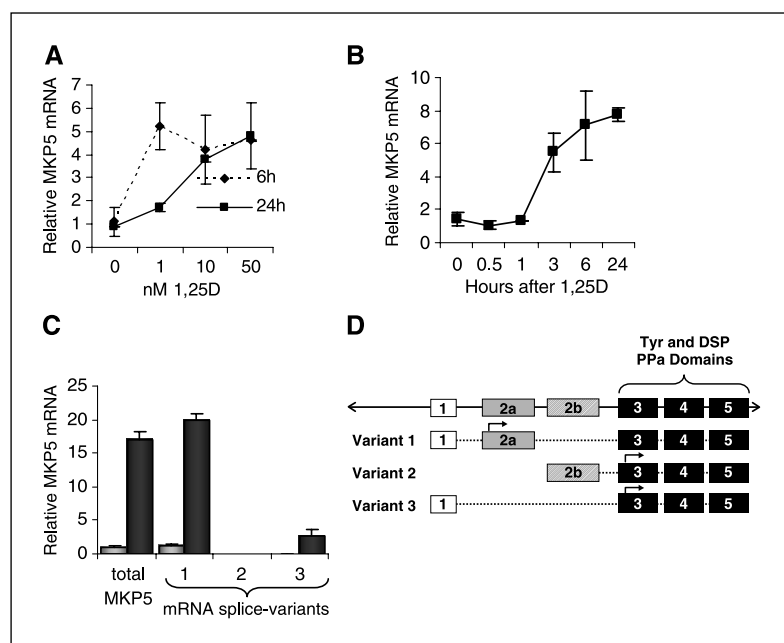 A
Relative MKP5 mRNA
7
6
5
4
3
2
1
0
6h
24h
0 1 10 50
nM 1,25D
B
Relative MKP5 mRNA
10
8
6
4
2
0
0 0.5 1 3 6 24
Hours after 1,25D
C
Relative MKP5 mRNA
25
20
15
10
5
0
total
MKP5
1 2 3
mRNA splice-variants
D
Tyr and DSP
PPa Domains
1 2a 2b 3 4 5
Variant 1 1 2a 3 4 5
Variant 2 2b 3 4 5
Variant 3 1 3 4 5